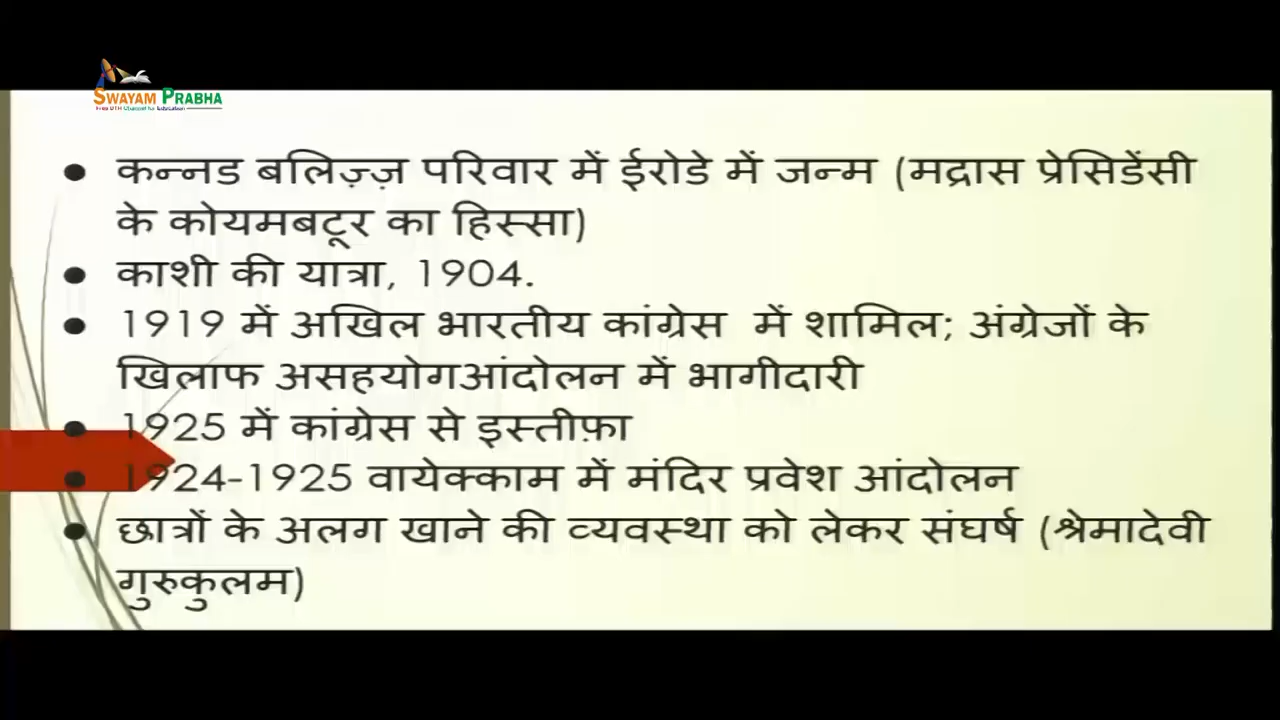 SWAYAM PRABHA
• कन्नड बलिज़्ज़ परिवार में ईरोडे में जन्म (मद्रास प्रेसिडेंसी
के कोयमबटूर का हिस्सा)
• काशी की यात्रा, 1904.
• 1919 में अखिल भारतीय कांग्रेस में शामिल; अंग्रेजों के
खिलाफ असहयोगआंदोलन में भागीदारी
• 1925 में कांग्रेस से इस्तीफ़ा
• 1924-1925 वायेक्काम में मंदिर प्रवेश आंदोलन
• छात्रों के अलग खाने की व्यवस्था को लेकर संघर्ष (श्रेमादेवी
गुरुकुलम)